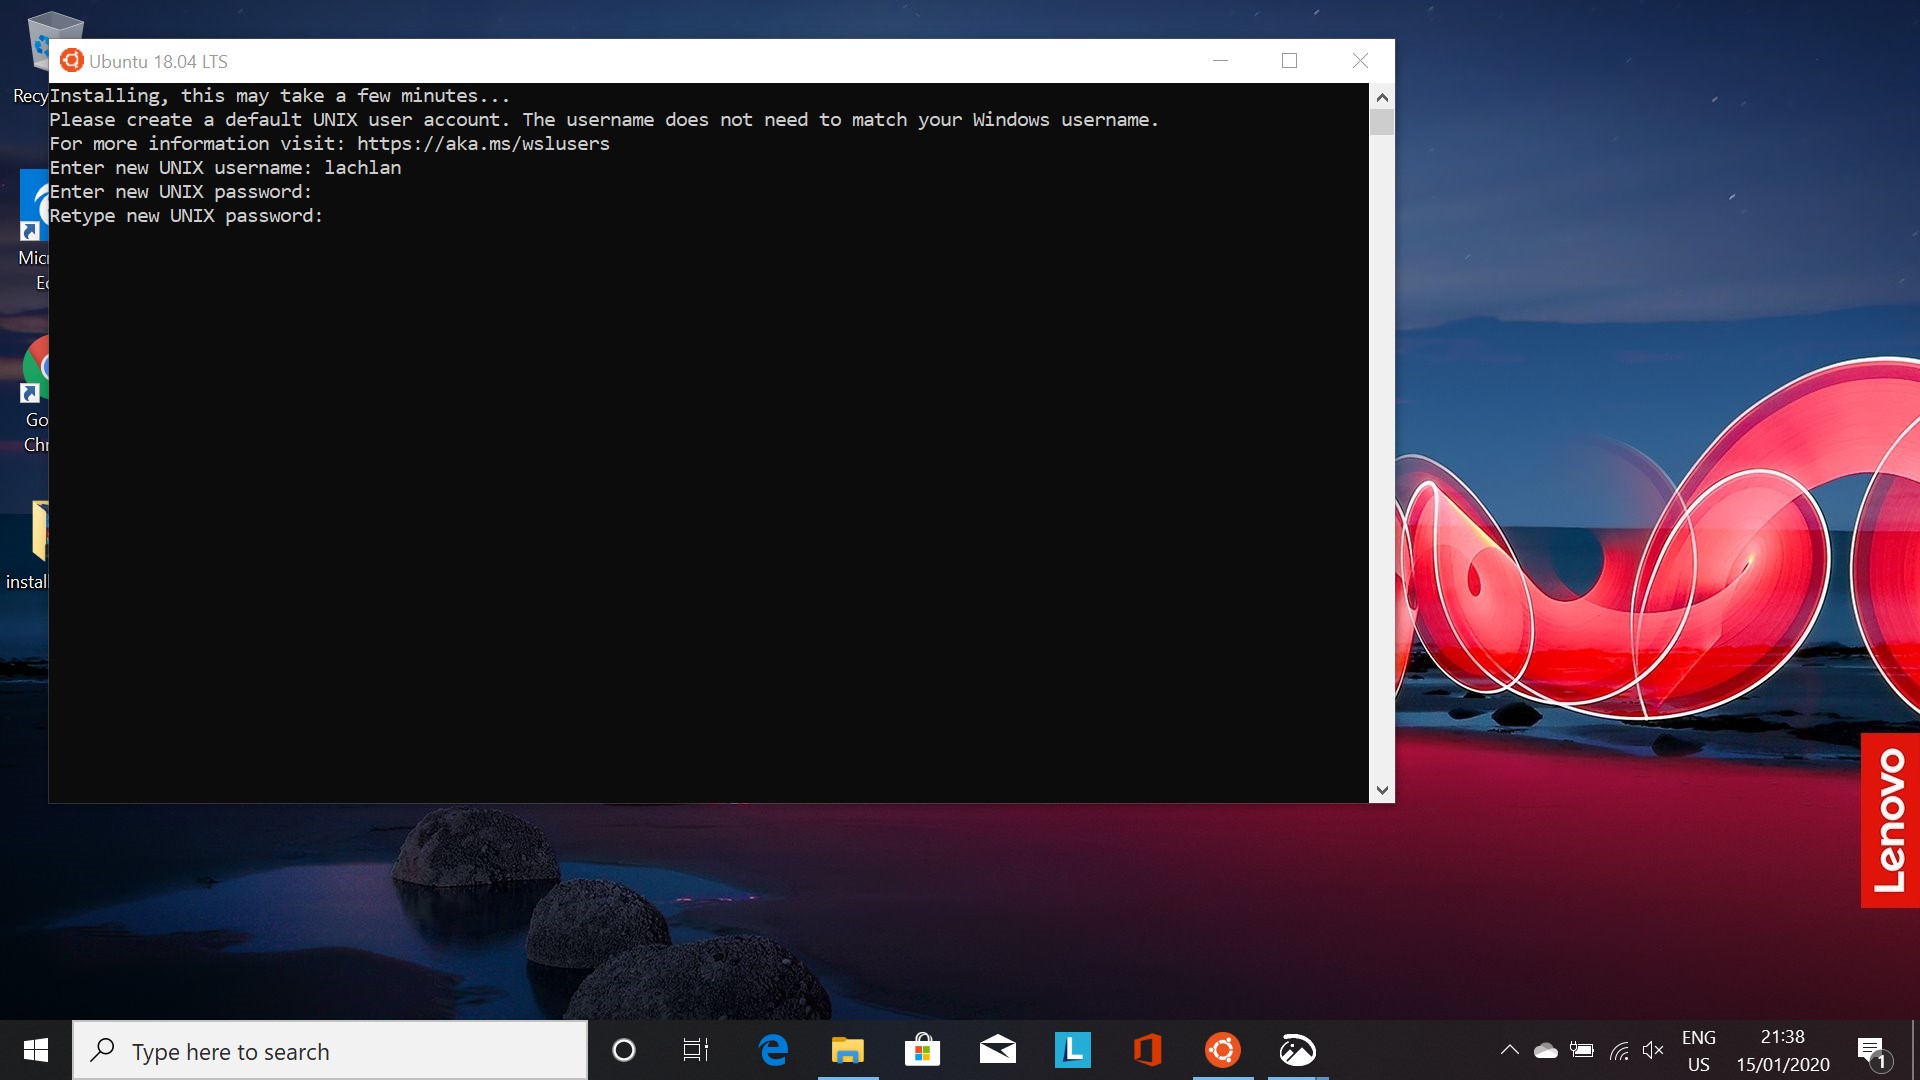 Ubuntu 18.04 LTS
Installing, this may take a few minutes...
Please create a default UNIX user account. The username does not need to match your Windows username.
For more information visit: https://aka.ms/wslusers
Enter new UNIX username: lachlan
Enter new UNIX password:
Retype new UNIX password:
Recy
Mic
Go
Chr
install
Lenovo
Type here to search
L
ENG
US
21:38
15/01/2020
1